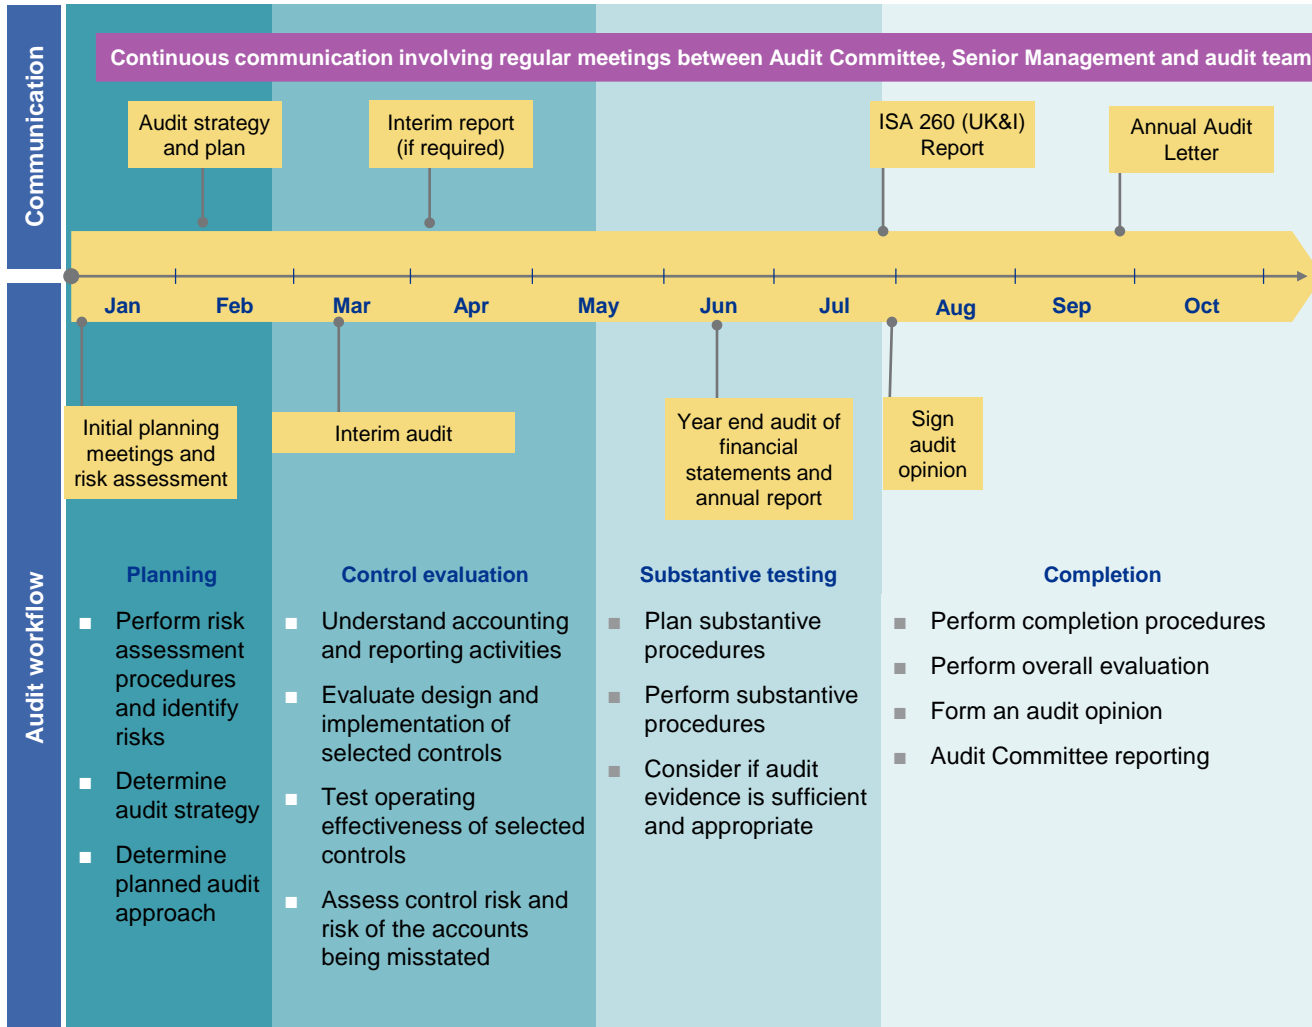 Communication
Continuous communication involving regular meetings between Audit Committee, Senior Management and audit team
Audit strategy
and plan
Interim report
(if required)
ISA 260 (UK&I)
Report
Annual Audit
Letter
Jan
Feb
Mar
Apr
May
Jun
Jul
Aug
Sep
Oct
Audit workflow
Initial planning
meetings and
risk assessment
Interim audit
Year end audit of
financial
statements and
annual report
Sign
audit
opinion
Planning
Perform risk
assessment
procedures
and identify
risks
Determine
audit strategy
Determine
planned audit
approach
Control evaluation
Understand accounting
and reporting activities
Evaluate design and
implementation of
selected controls
Test operating
effectiveness of selected
controls
Assess control risk and
risk of the accounts
being misstated
Substantive testing
Plan substantive
procedures
Perform substantive
procedures
Consider if audit
evidence is sufficient
and appropriate
Completion
Perform completion procedures
Perform overall evaluation
Form an audit opinion
Audit Committee reporting